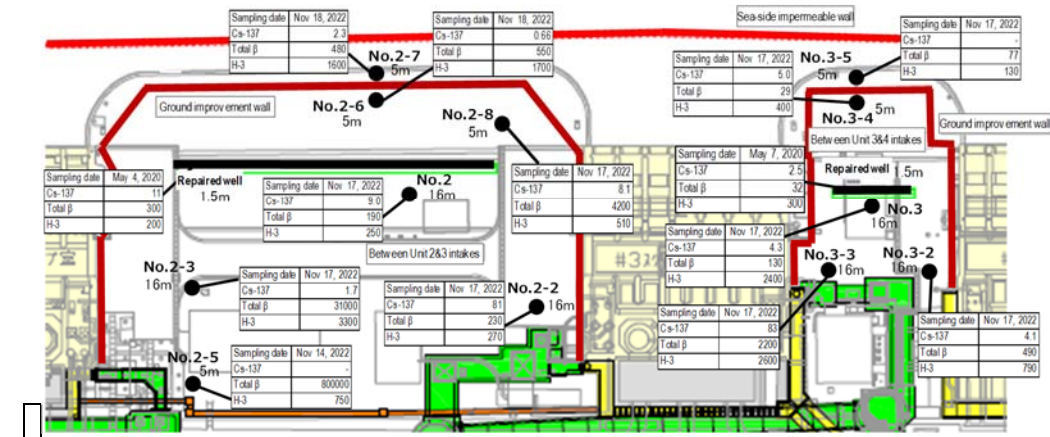 Sea-side impermeable wall
Sampling date Nov 18, 2022
Cs-137 2.3
Total β 480
H-3 1600
Sampling date Nov 18, 2022
Cs-137 0.66
Total β 550
H-3 1700
No.2-7
5m
No.2-6
5m
No.2-8
5m
Ground improvement wall
Sampling date Nov 17, 2022
Cs-137 5.0
Total β 29
H-3 400
Sampling date Nov 17, 2022
Cs-137 -
Total β 77
H-3 130
No.3-5
5m
5m
No.3-4
Ground improvement wall
Between Unit 3&4 intakes
Sampling date May 4, 2020
Cs-137 11
Total β 300
H-3 200
Repaired well
1.5m
Sampling date Nov 17, 2022
Cs-137 9.0
Total β 190
H-3 250
No.2
16m
Sampling date Nov 17, 2022
Cs-137 8.1
Total β 4200
H-3 510
Sampling date May 7, 2020
Cs-137 2.5
Total β 32
H-3 300
Repaired well 1.5m
No.3
16m
Between Unit 2&3 intakes
Sampling date Nov 17, 2022
Cs-137 4.3
Total β 130
H-3 2400
No.2-3
16m
Sampling date Nov 17, 2022
Cs-137 1.7
Total β 31000
H-3 3300
Sampling date Nov 17, 2022
Cs-137 81
Total β 230
H-3 270
No.2-2
16m
#3
No.3-3
16m
No.3-2
16m
Sampling date Nov 17, 2022
Cs-137 83
Total β 2200
H-3 2600
Sampling date Nov 17, 2022
Cs-137 4.1
Total β 490
H-3 790
No.2-5
5m
Sampling date Nov 14, 2022
Cs-137 -
Total β 800000
H-3 750